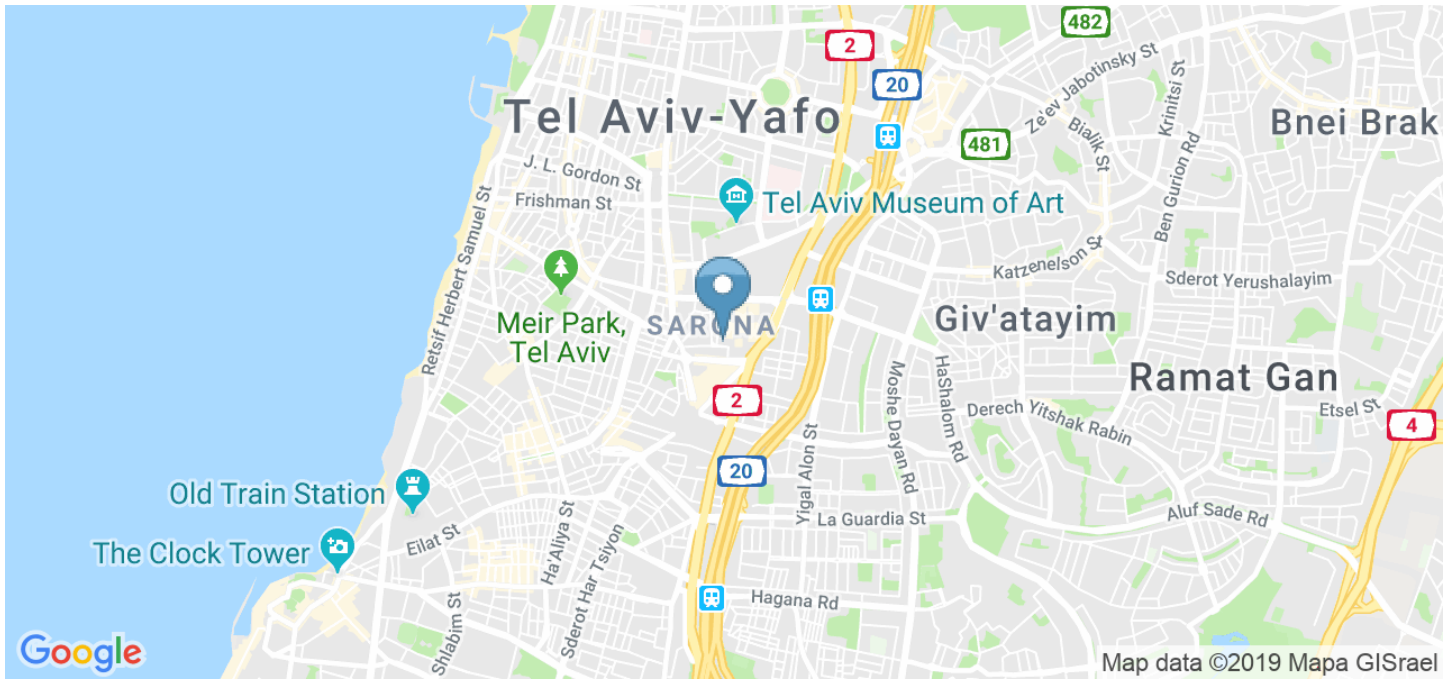 482
2
20
Ze'ev Jabotinsky St
Krinitsi St
Tel Aviv-Yafo
Bnei Brak
Bialik St
481
J. L. Gordon St
Ben Gurion Rd
Frishman St
Tel Aviv Museum of Art
Retsif Herbert Samuel St
Katzenelson St
Sderot Yerushalayim
Meir Park,
Tel Aviv
SARONA
Giv'atayim
Ramat Gan
Moshe Dayan Rd
HaShalom Rd
2
Derech Yitshak Rabin
Etsel St
4
20
Yigal Alon St
Old Train Station
La Guardia St
Aluf Sade Rd
Eilat St
Ha'Aliya St
The Clock Tower
Sderot Har Tsiyon
Hagana Rd
Shlabim St
Google
Map data ©2019 Mapa GISrael